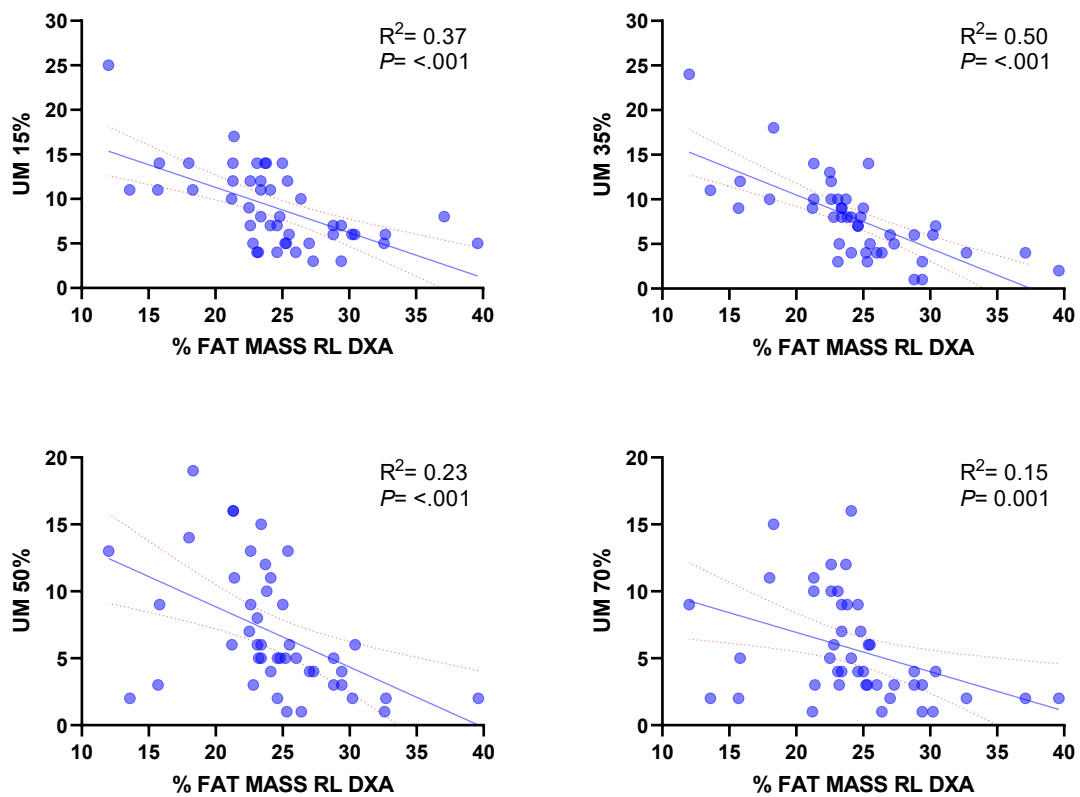 R²= 0.37
P= <.001
30
25
20
15
10
5
0
UM 15%
10 15 20 25 30 35 40
% FAT MASS RL DXA
R²= 0.50
P= <.001
30
25
20
15
10
5
0
UM 35%
10 15 20 25 30 35 40
% FAT MASS RL DXA
R²= 0.23
P= <.001
20
15
10
5
0
UM 50%
10 15 20 25 30 35 40
% FAT MASS RL DXA
R²= 0.15
P= 0.001
20
15
10
5
0
UM 70%
10 15 20 25 30 35 40
% FAT MASS RL DXA